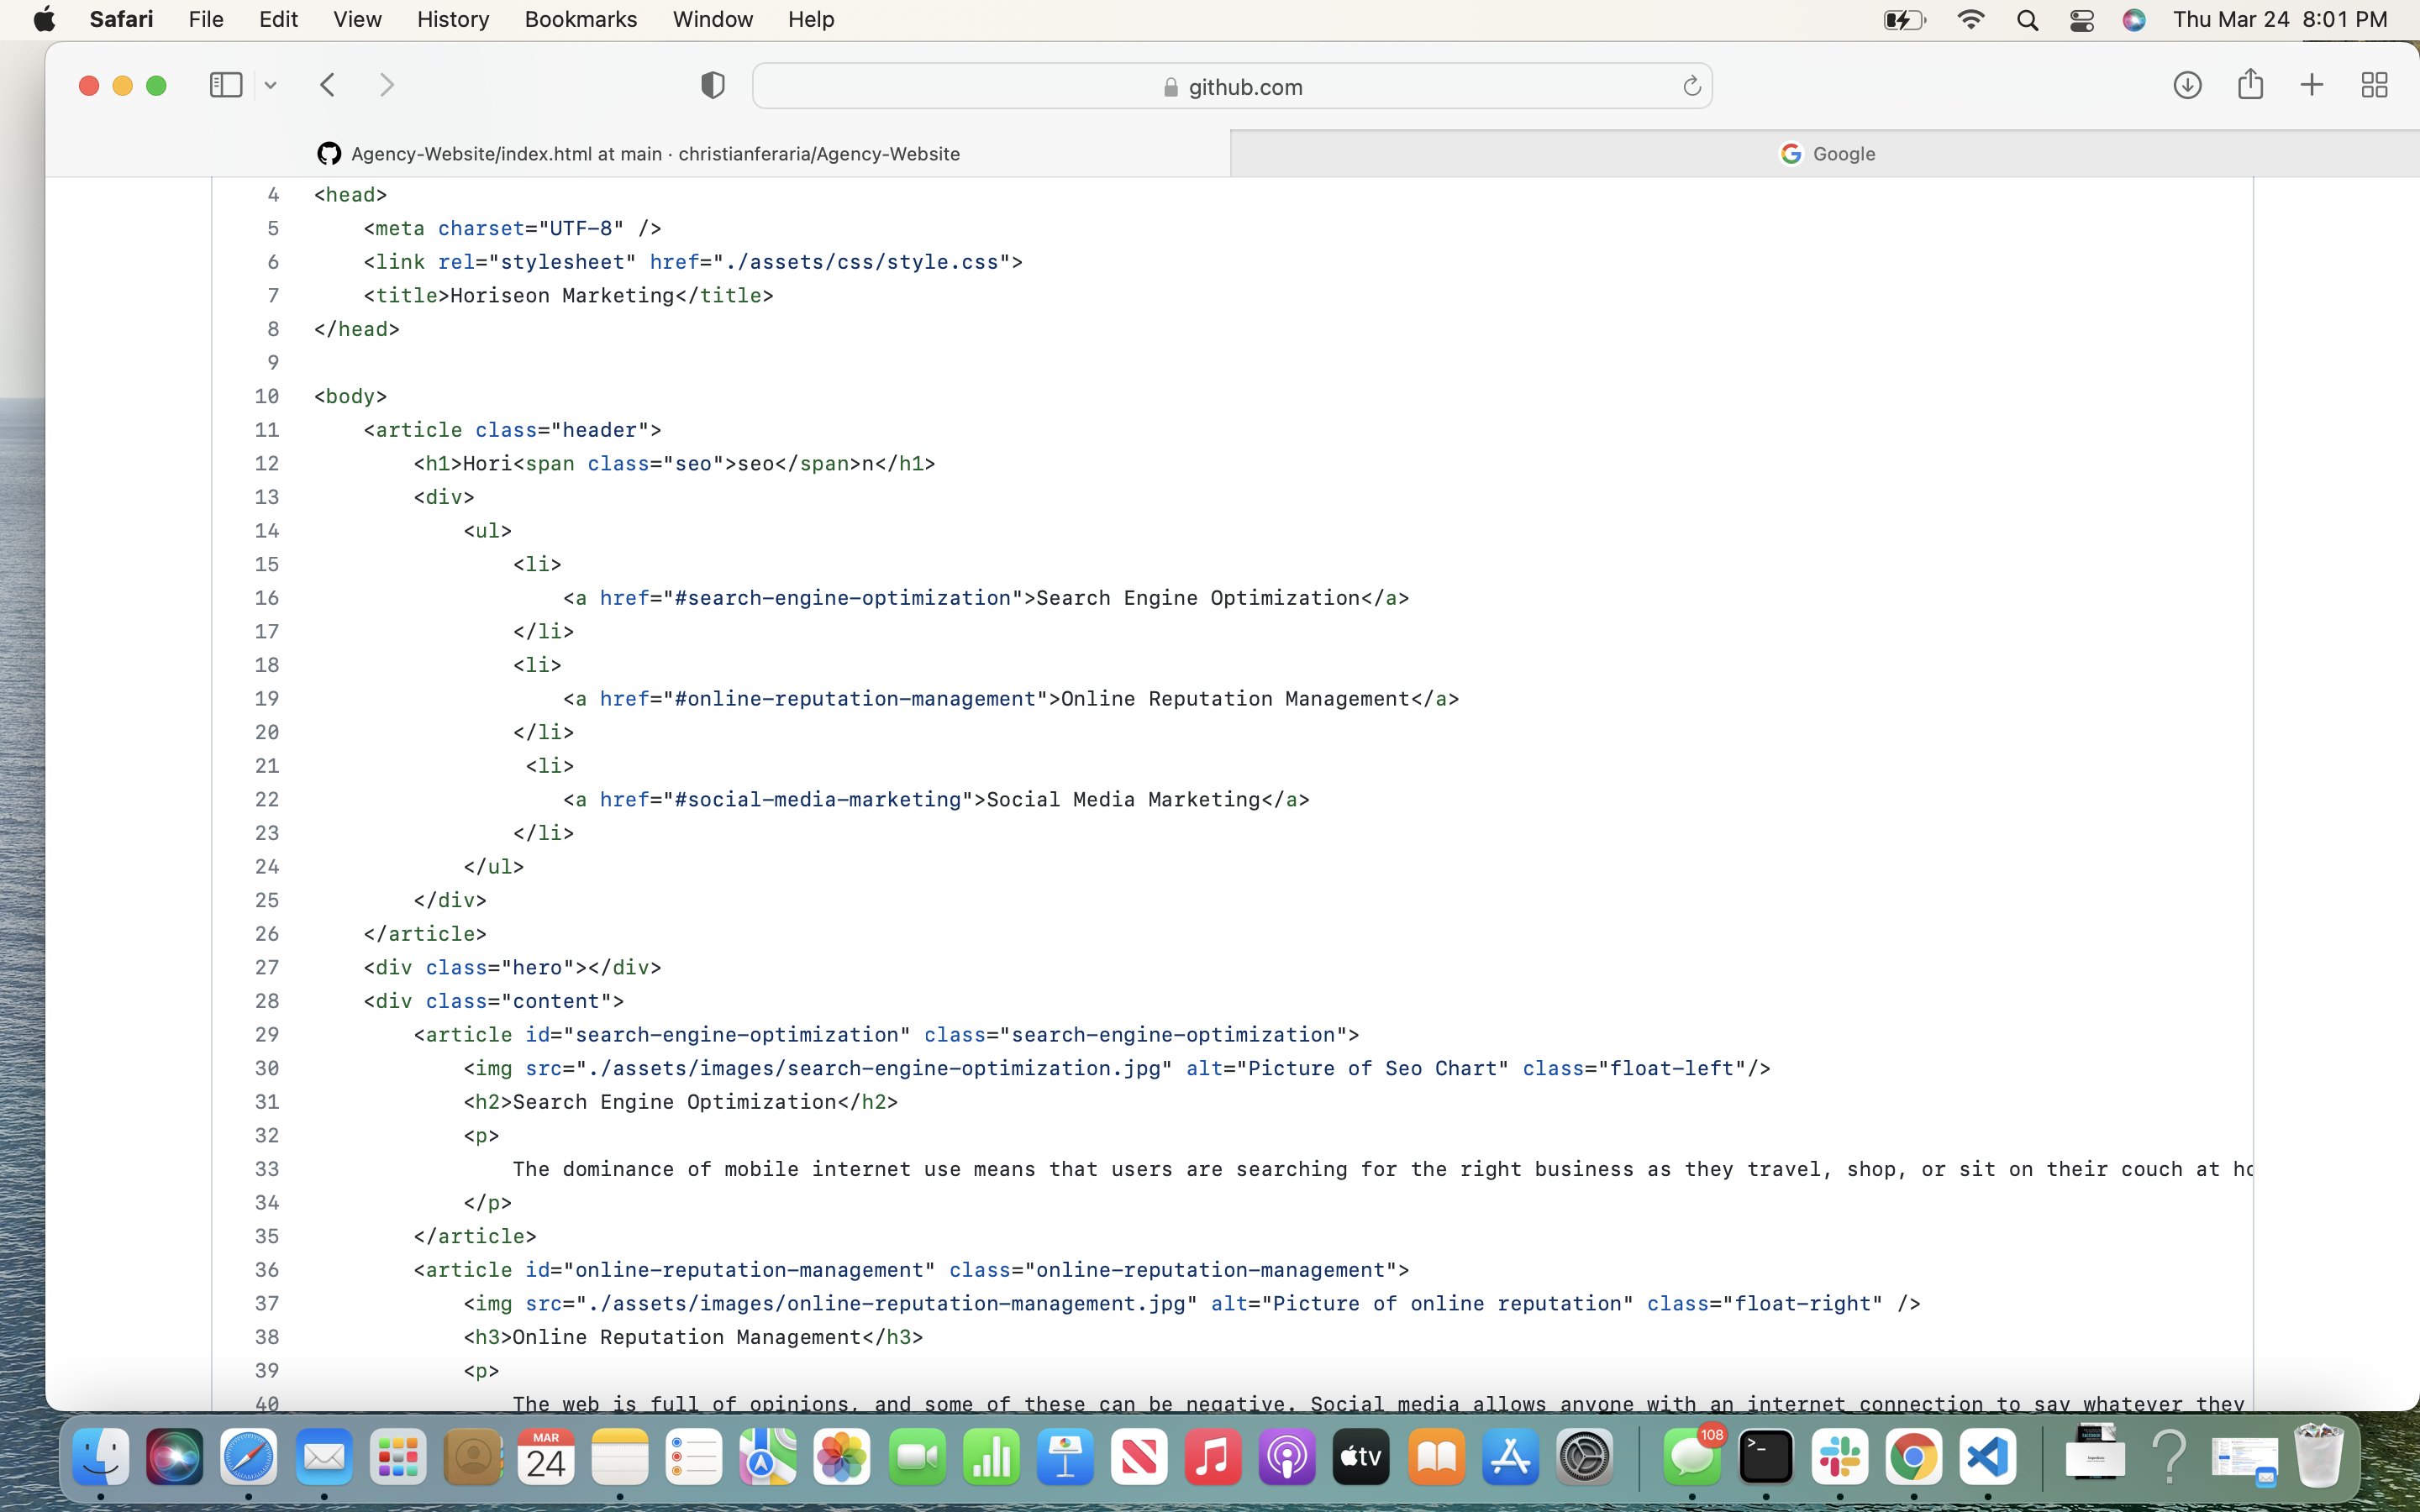 Safari File Edit View History Bookmarks Window Help Thu Mar 24 8:01 PM
github.com
Agency-Website/index.html at main · christianferaria/Agency-Website Google
4 <head>
5 <meta charset="UTF-8" />
6 <link rel="stylesheet" href="./assets/css/style.css">
7 <title>Horiseon Marketing</title>
8 </head>
9
10 <body>
11 <article class="header">
12 <h1>Hori<span class="seo">seo</span>n</h1>
13 <div>
14 <ul>
15 <li>
16 <a href="#search-engine-optimization">Search Engine Optimization</a>
17 </li>
18 <li>
19 <a href="#online-reputation-management">Online Reputation Management</a>
20 </li>
21 <li>
22 <a href="#social-media-marketing">Social Media Marketing</a>
23 </li>
24 </ul>
25 </div>
26 </article>
27 <div class="hero"></div>
28 <div class="content">
29 <article id="search-engine-optimization" class="search-engine-optimization">
30 <img src="./assets/images/search-engine-optimization.jpg" alt="Picture of Seo Chart" class="float-left"/>
31 <h2>Search Engine Optimization</h2>
32 <p>
33 The dominance of mobile internet use means that users are searching for the right business as they travel, shop, or sit on their couch at
34 </p>
35 </article>
36 <article id="online-reputation-management" class="online-reputation-management">
37 <img src="./assets/images/online-reputation-management.jpg" alt="Picture of online reputation" class="float-right" />
38 <h3>Online Reputation Management</h3>
39 <p>
40 The web is full of opinions, and some of these can be negative. Social media allows anyone with an internet connection to say whatever they
MAR
24
tv
108
>_